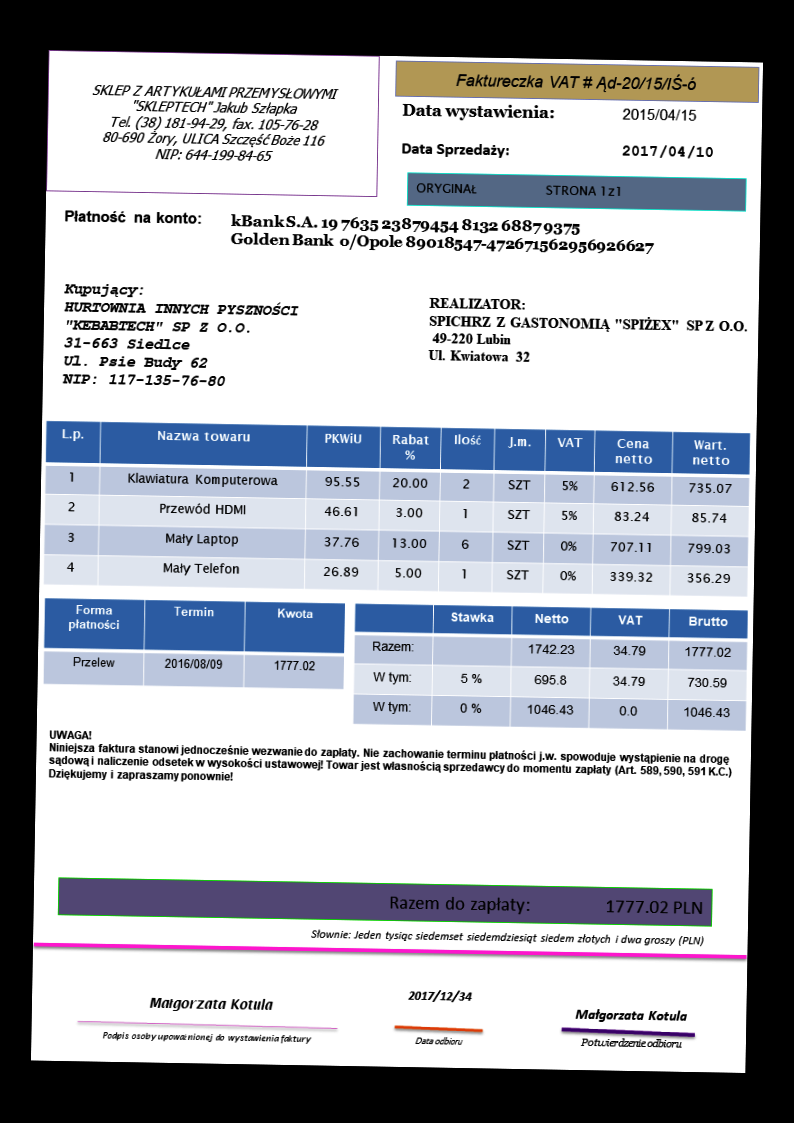 SKLEP Z ARTYKUŁAMI PRZEMYSŁOWYMI
"SKLEPTECH" Jakub Szłapka
Tel. (38) 181-94-29, fax. 105-76-28
80-690 Żory, ULICA Szczęść Boże 116
NIP: 644-199-84-65
Faktureczka VAT # Ąd-20/15/IŚ-ó
Data wystawienia: 2015/04/15
Data Sprzedaży: 2017/04/10
ORYGINAŁ STRONA 1 z 1
Płatność na konto: kBank S.A. 19 7635 23879454 8132 6887 9375
Golden Bank o/Opole 89018547-472671562956926627
Kupujący:
HURTOWNIA INNYCH PYSZNOŚCI
"KEBABTECH" SP Z O.O.
31-663 Siedlce
Ul. Psie Budy 62
NIP: 117-135-76-80
REALIZATOR:
SPICHRZ Z GASTONOMIĄ "SPIŻEX" SP Z O.O.
49-220 Lubin
Ul. Kwiatowa 32
L.p. Nazwa towaru PKWiU Rabat % Ilość J.m. VAT Cena netto Wart. netto
1 Klawiatura Komputerowa 95.55 20.00 2 SZT 5% 612.56 735.07
2 Przewód HDMI 46.61 3.00 1 SZT 5% 83.24 85.74
3 Mały Laptop 37.76 13.00 6 SZT 0% 707.11 799.03
4 Mały Telefon 26.89 5.00 1 SZT 0% 339.32 356.29
Forma płatności Termin Kwota
Przelew 2016/08/09 1777.02
Stawka Netto VAT Brutto
Razem: 1742.23 34.79 1777.02
W tym: 5 % 695.8 34.79 730.59
W tym: 0 % 1046.43 0.0 1046.43
UWAGA!
Niniejsza faktura stanowi jednocześnie wezwanie do zapłaty. Nie zachowanie terminu płatności j.w. spowoduje wystąpienie na drogę
sądową i naliczenie odsetek w wysokości ustawowej! Towar jest własnością sprzedawcy do momentu zapłaty (Art. 589, 590, 591 K.C.)
Dziękujemy i zapraszamy ponownie!
Razem do zapłaty: 1777.02 PLN
Słownie: Jeden tysiąc siedemset siedemdziesiąt siedem złotych i dwa groszy (PLN)
Małgorzata Kotula
Podpis osoby upoważnionej do wystawienia faktury
2017/12/34
Data odbioru
Małgorzata Kotula
Potwierdzenie odbioru